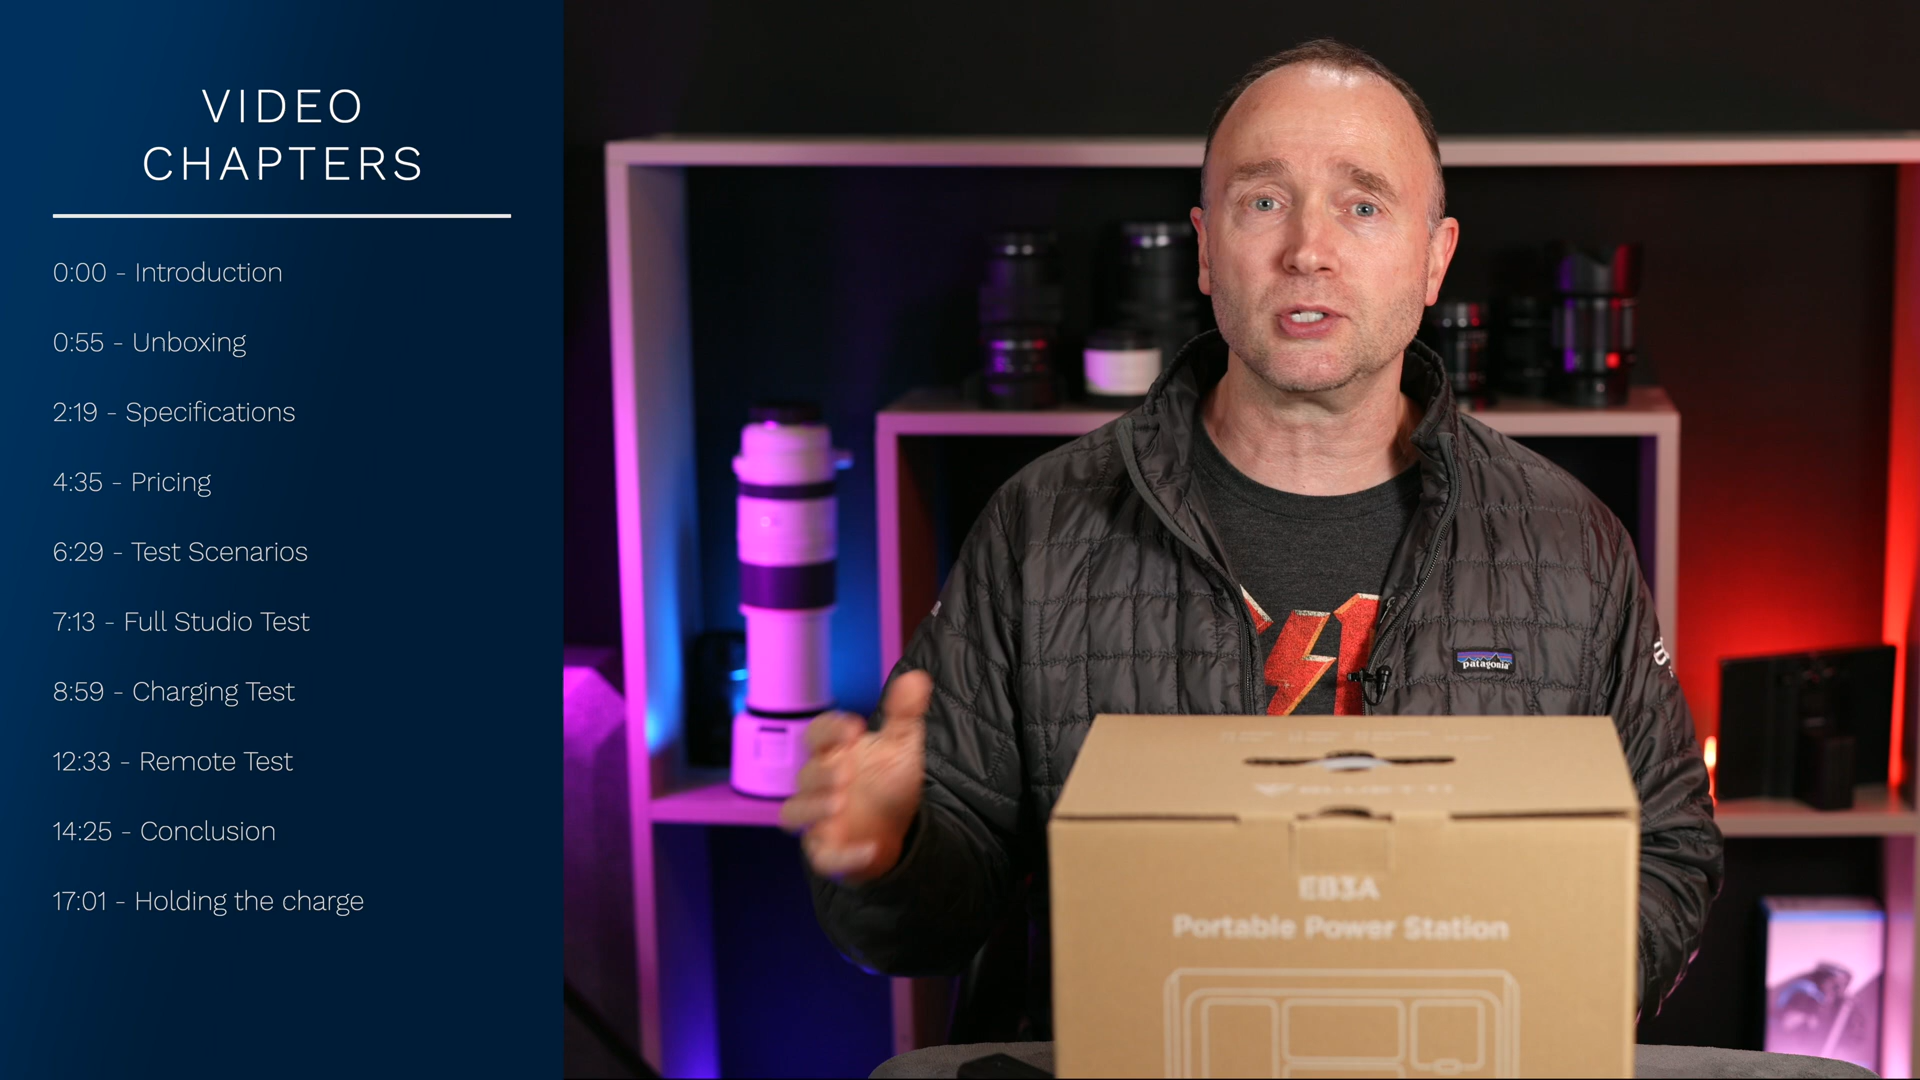 VIDEO
CHAPTERS
0:00 - Introduction
0:55 - Unboxing
2:19 - Specifications
4:35 - Pricing
6:29 - Test Scenarios
7:13 - Full Studio Test
8:59 - Charging Test
12:33 - Remote Test
14:25 - Conclusion
17:01 - Holding the charge
patagonia
BLUETTI
EB3A
Portable Power Station